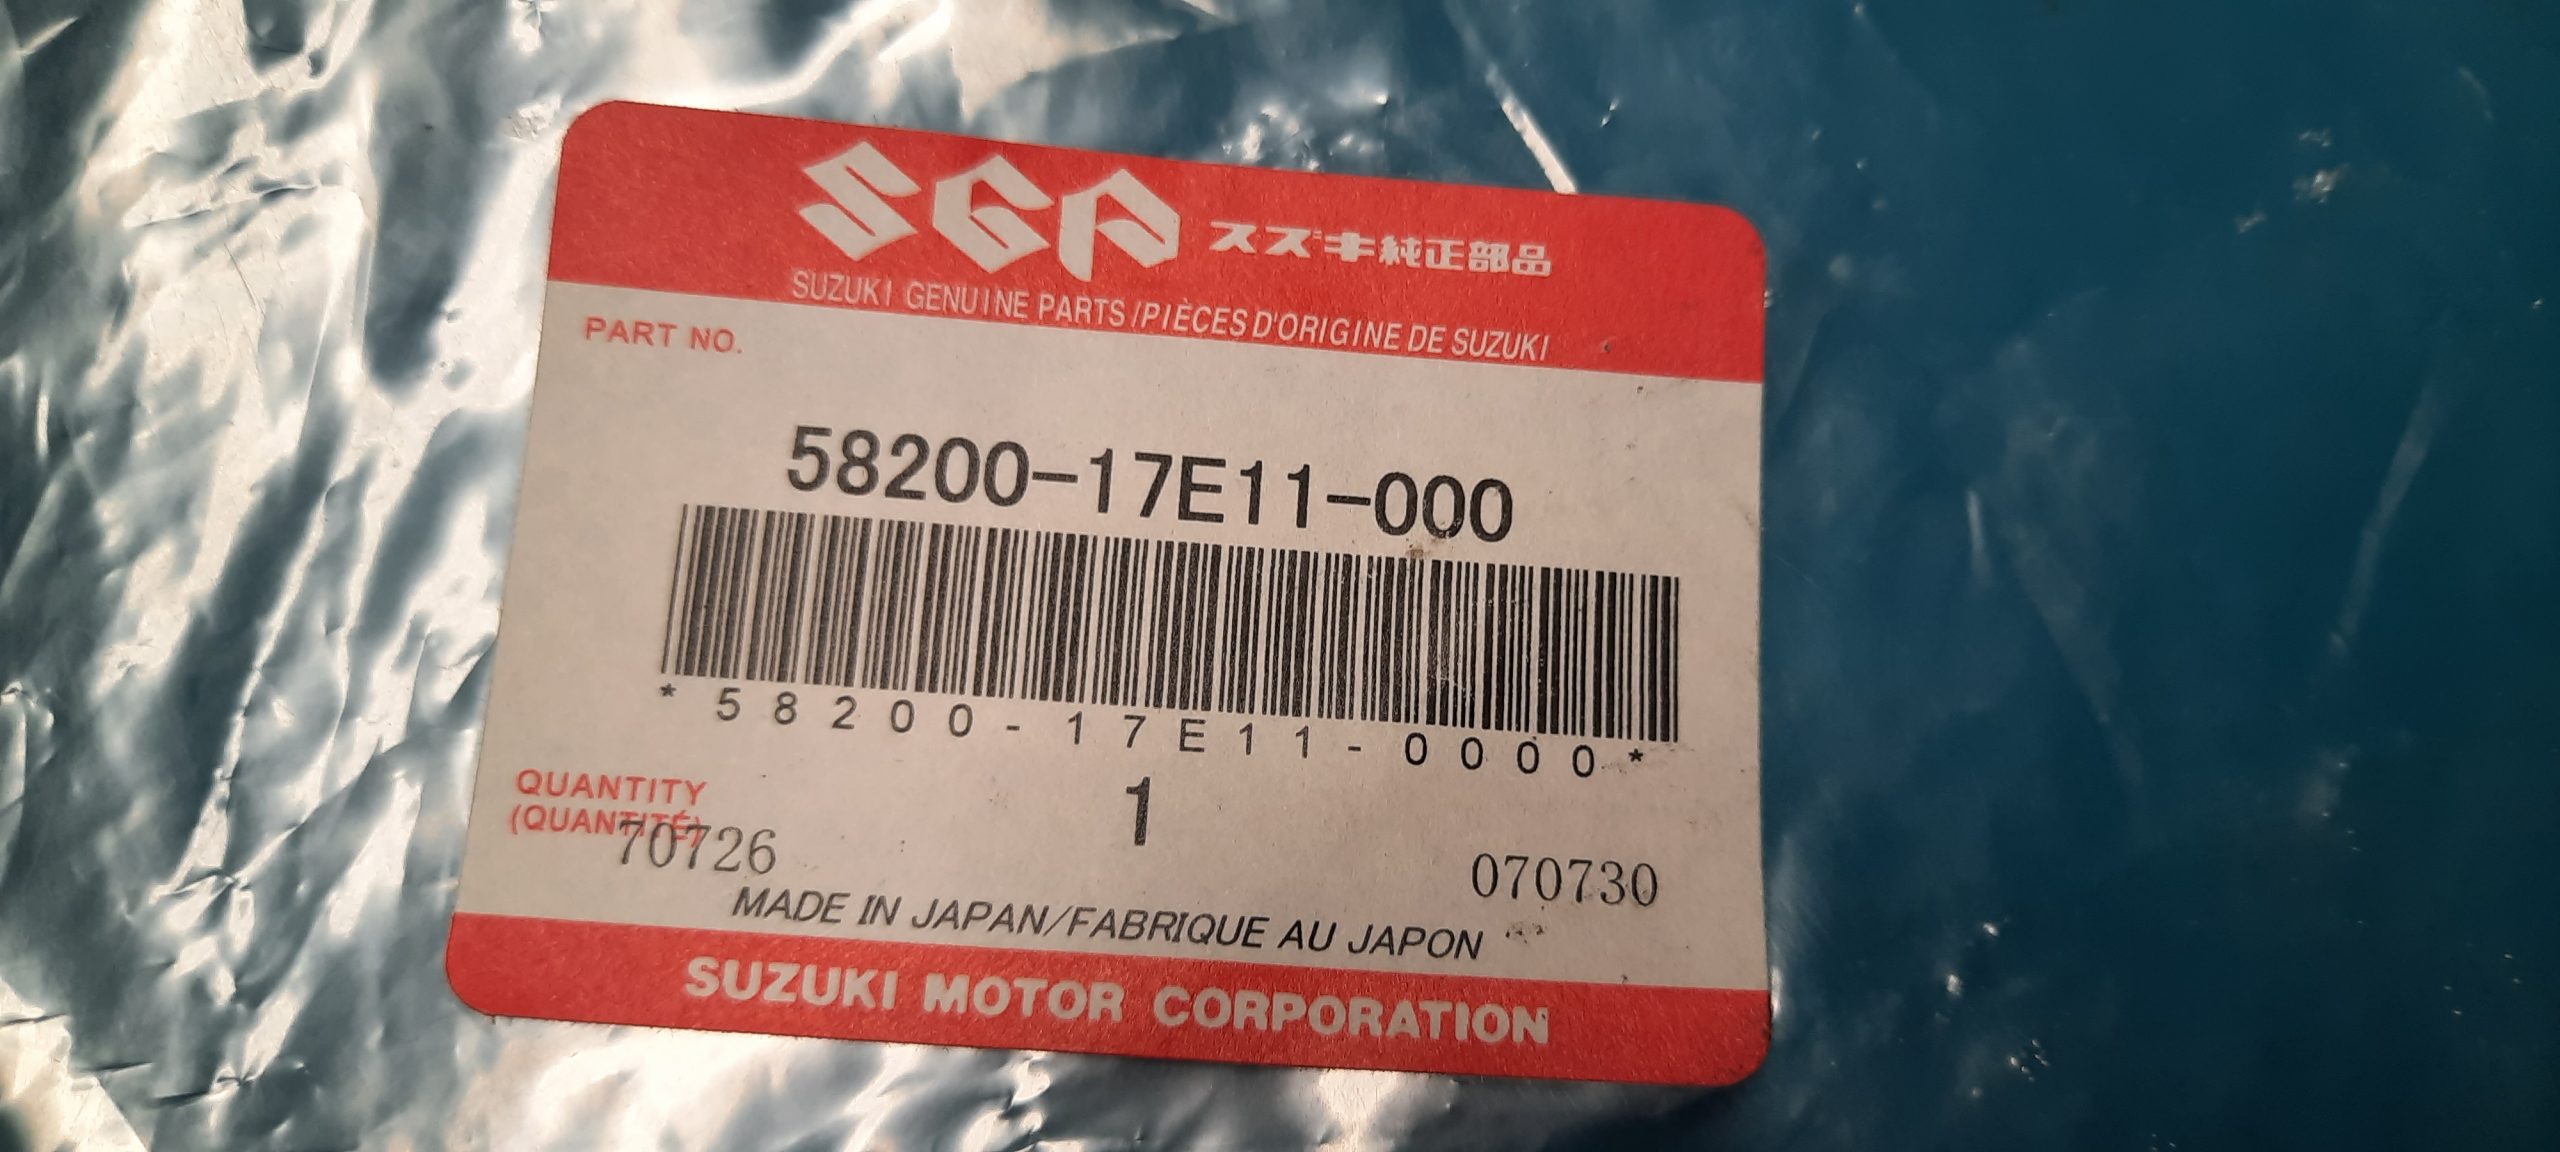 SGP スズキ純正部品
SUZUKI GENUINE PARTS/PIÈCES D'ORIGINE DE SUZUKI
PART NO.
58200-17E11-000
*58200-17E11-0000*
QUANTITY
(QUANTITÉ)
1
70726
070730
MADE IN JAPAN/FABRIQUE AU JAPON
SUZUKI MOTOR CORPORATION